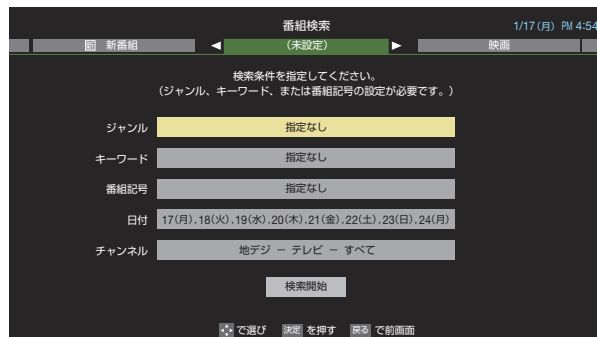 番組検索 1/17(月) PM 4:54
新番組 ◀ (未設定) ▶ 映画
検索条件を指定してください。
(ジャンル、キーワード、または番組記号の設定が必要です。)
ジャンル 指定なし
キーワード 指定なし
番組記号 指定なし
日付 17(月).18(火).19(水).20(木).21(金).22(土).23(日).24(月)
チャンネル 地デジ － テレビ － すべて
検索開始
で選び 決定 を押す 戻る で前画面